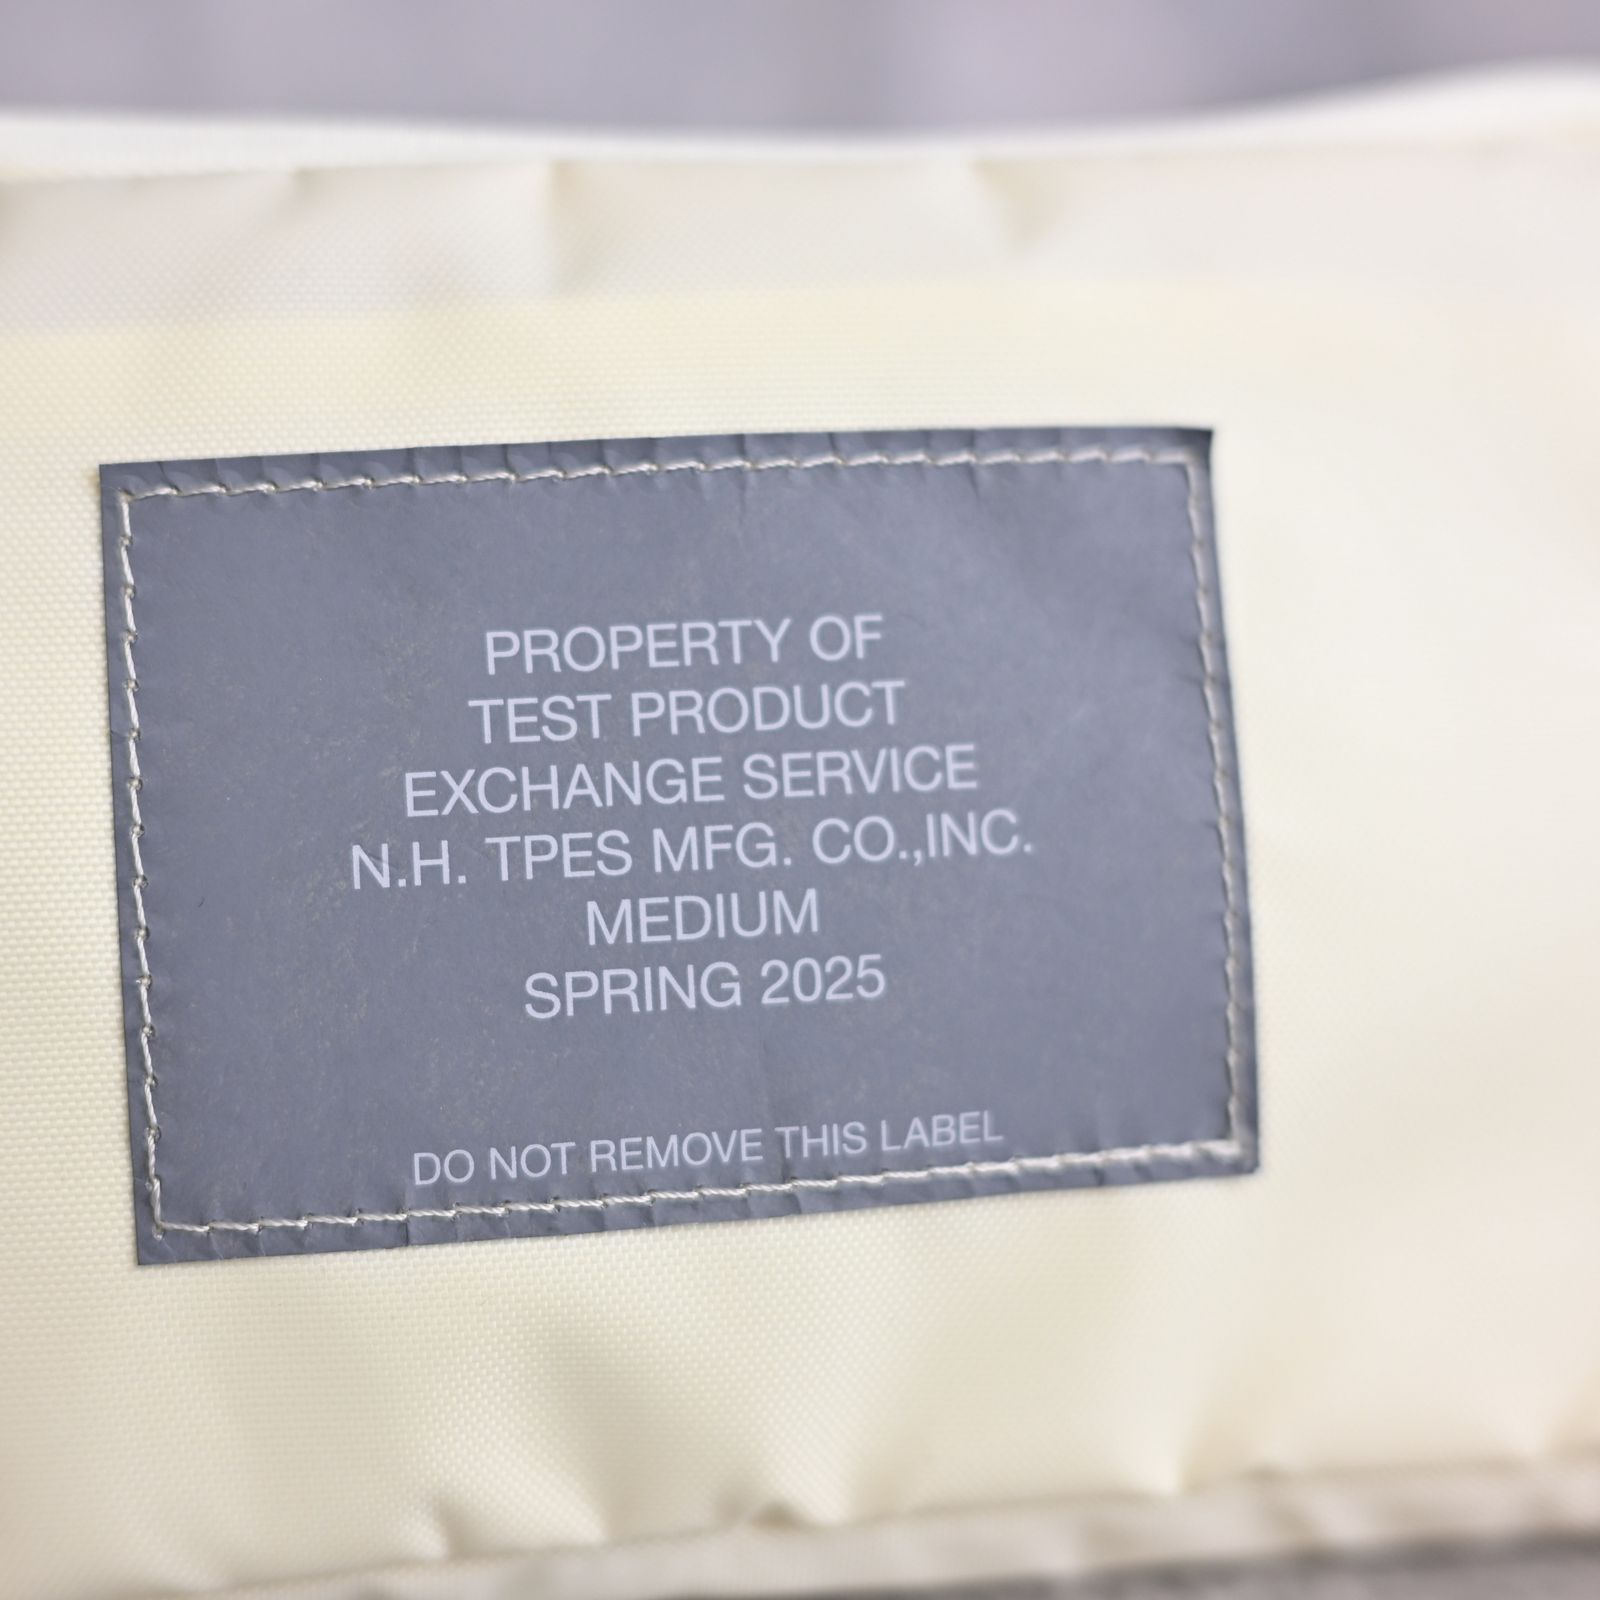 PROPERTY OF
TEST PRODUCT
EXCHANGE SERVICE
N.H. TPES MFG. CO.,INC.
MEDIUM
SPRING 2025
DO NOT REMOVE THIS LABEL